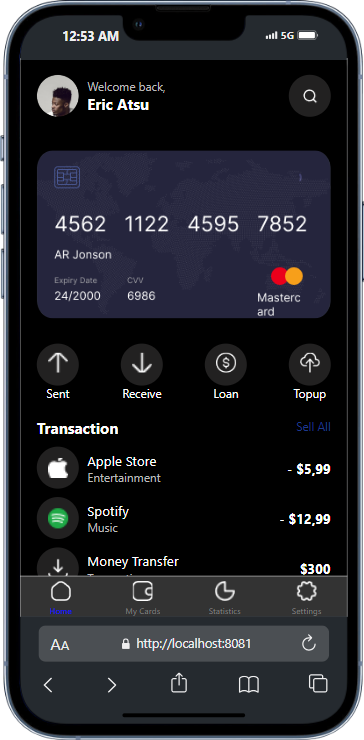 12:53 AM 5G
Welcome back,
Eric Atsu
4562 1122 4595 7852
AR Jonson
Expiry Date CVV
24/2000 6986
Masterc
ard
Sent Receive Loan Topup
Transaction Sell All
Apple Store - $5,99
Entertainment
Spotify - $12,99
Music
Money Transfer $300
Transaction
Home My Cards Statistics Settings
AA http://localhost:8081